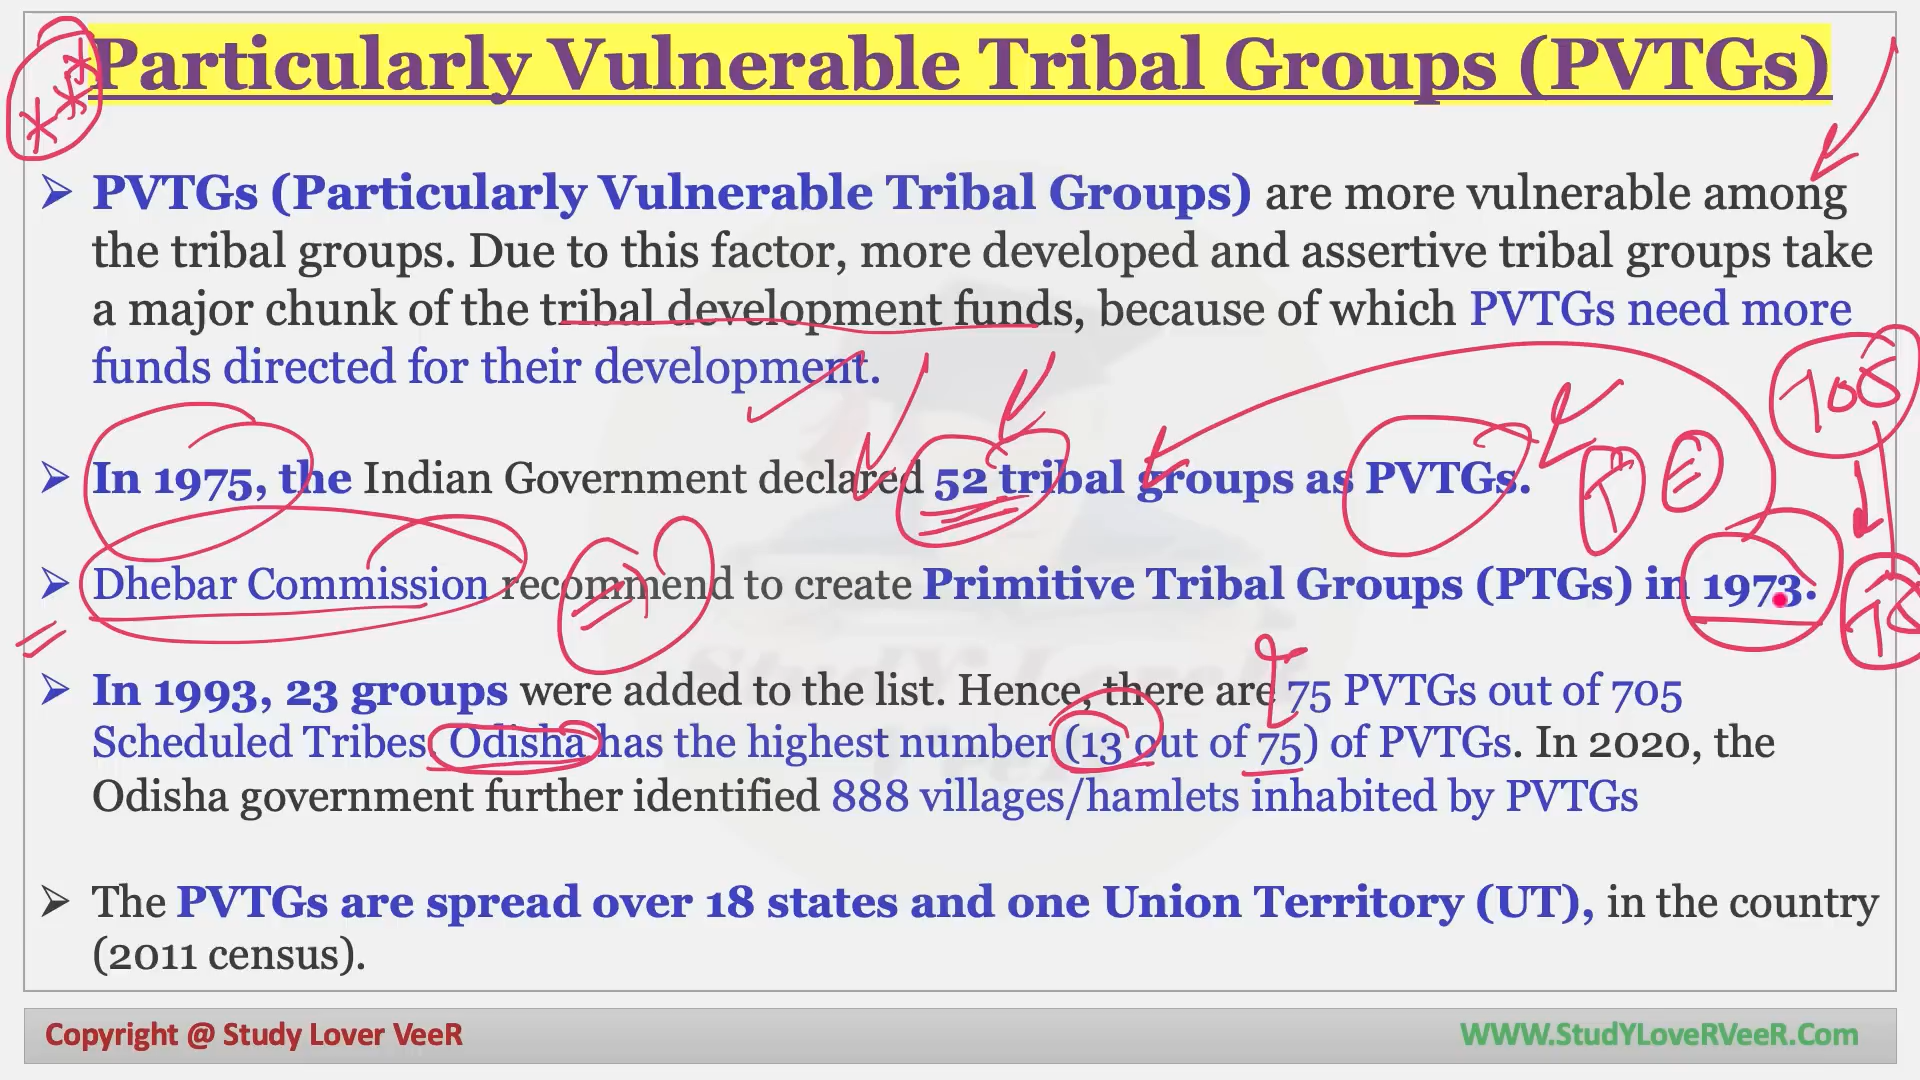 Particularly Vulnerable Tribal Groups (PVTGs)
PVTGs (Particularly Vulnerable Tribal Groups) are more vulnerable among
the tribal groups. Due to this factor, more developed and assertive tribal groups take
a major chunk of the tribal development funds, because of which PVTGs need more
funds directed for their development.
705
In 1975, the Indian Government declared 52 tribal groups as PVTGs.
Dhebar Commission recommend to create Primitive Tribal Groups (PTGs) in 1973.
In 1993, 23 groups were added to the list. Hence, there are 75 PVTGs out of 705
Scheduled Tribes. Odisha has the highest number (13 out of 75) of PVTGs. In 2020, the
Odisha government further identified 888 villages/hamlets inhabited by PVTGs
The PVTGs are spread over 18 states and one Union Territory (UT), in the country
(2011 census).
Copyright @ Study Lover VeeR
WWW.StudYLoveRVeeR.Com